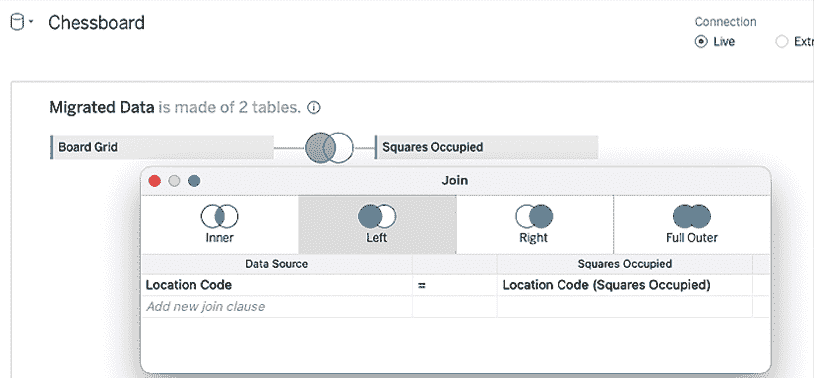 Chessboard
Connection
Live
Extr
Migrated Data is made of 2 tables.
Board Grid
Squares Occupied
Join
Inner
Left
Right
Full Outer
Data Source
Squares Occupied
Location Code
=
Location Code (Squares Occupied)
Add new join clause